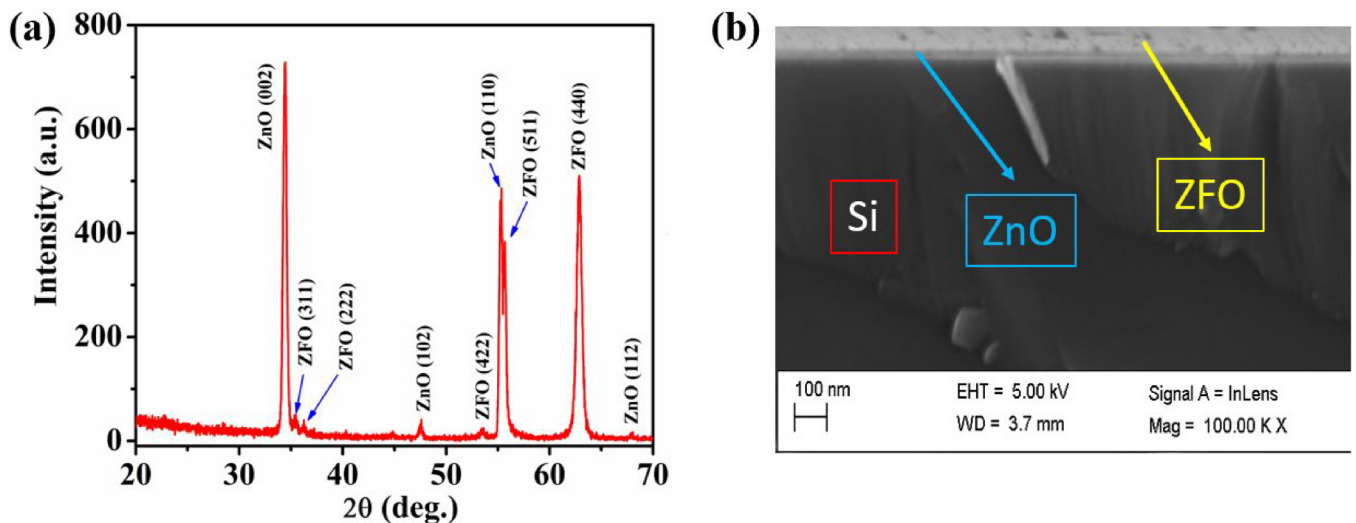 (a)
800
600
400
200
0
Intensity (a.u.)
20 30 40 50 60 70
2θ (deg.)
ZnO (002)
ZFO (311)
ZFO (222)
ZnO (102)
ZFO (422)
ZnO (110)
ZFO (511)
ZFO (440)
ZnO (112)
(b)
Si
ZnO
ZFO
100 nm
EHT = 5.00 kV
Signal A = InLens
WD = 3.7 mm
Mag = 100.00 K X